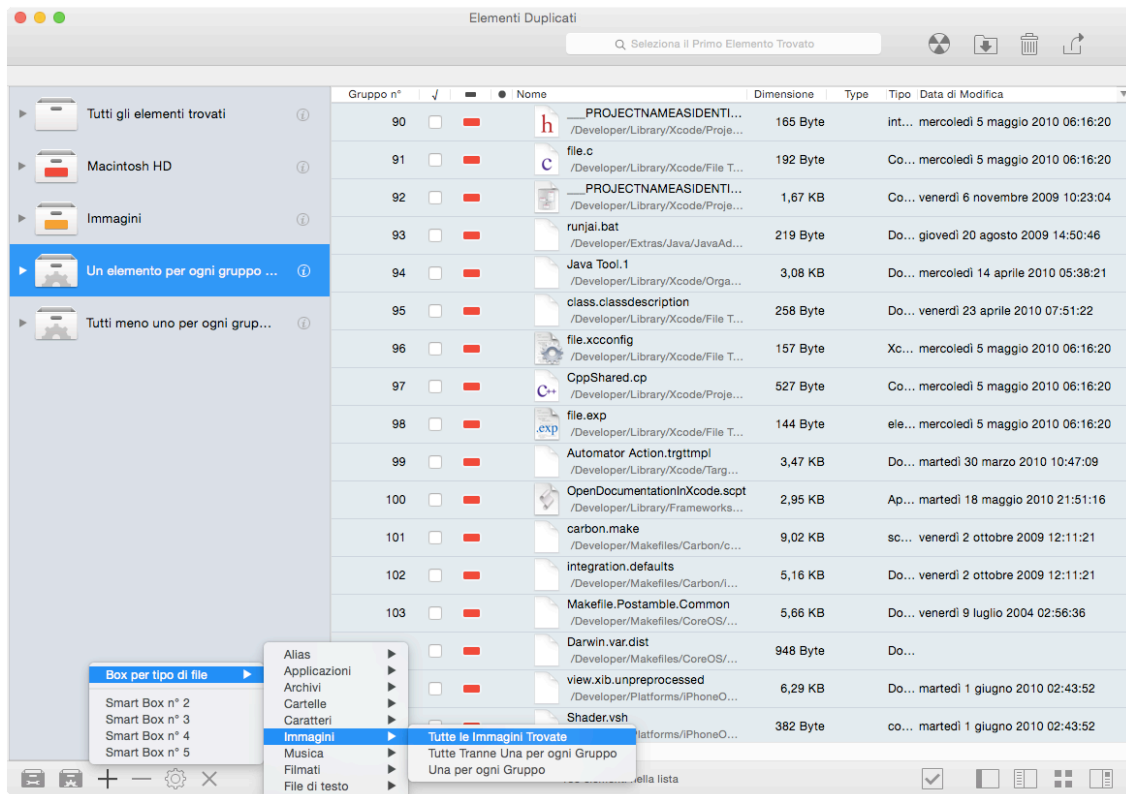 Elementi Duplicati
Seleziona il Primo Elemento Trovato
Tutti gli elementi trovati
Macintosh HD
Immagini
Un elemento per ogni gruppo ...
Tutti meno uno per ogni grup...
Gruppo n° √ Nome Dimensione Type Tipo Data di Modifica
90 ___PROJECTNAMEASIDENTI... 165 Byte int... mercoledì 5 maggio 2010 06:16:20
/Developer/Library/Xcode/Proje...
91 file.c 192 Byte Co... mercoledì 5 maggio 2010 06:16:20
/Developer/Library/Xcode/File T...
92 ___PROJECTNAMEASIDENTI... 1,67 KB Co... venerdì 6 novembre 2009 10:23:04
/Developer/Library/Xcode/Proje...
93 runjai.bat 219 Byte Do... giovedì 20 agosto 2009 14:50:46
/Developer/Extras/Java/JavaAd...
94 Java Tool.1 3,08 KB Do... mercoledì 14 aprile 2010 05:38:21
/Developer/Library/Xcode/Orga...
95 class.classdescription 258 Byte Do... venerdì 23 aprile 2010 07:51:22
/Developer/Library/Xcode/File T...
96 file.xcconfig 157 Byte Xc... mercoledì 5 maggio 2010 06:16:20
/Developer/Library/Xcode/File T...
97 CppShared.cp 527 Byte Co... mercoledì 5 maggio 2010 06:16:20
/Developer/Library/Xcode/Proje...
98 file.exp 144 Byte ele... mercoledì 5 maggio 2010 06:16:20
/Developer/Library/Xcode/File T...
99 Automator Action.trgttmpl 3,47 KB Do... martedì 30 marzo 2010 10:47:09
/Developer/Library/Xcode/Targ...
100 OpenDocumentationInXcode.scpt 2,95 KB Ap... martedì 18 maggio 2010 21:51:16
/Developer/Library/Frameworks...
101 carbon.make 9,02 KB sc... venerdì 2 ottobre 2009 12:11:21
/Developer/Makefiles/Carbon/c...
102 integration.defaults 5,16 KB Do... venerdì 2 ottobre 2009 12:11:21
/Developer/Makefiles/Carbon/i...
103 Makefile.Postamble.Common 5,66 KB Do... venerdì 9 luglio 2004 02:56:36
/Developer/Makefiles/CoreOS/...
Darwin.var.dist 948 Byte Do...
/Developer/Makefiles/CoreOS/...
view.xib.unpreprocessed 6,29 KB Do... martedì 1 giugno 2010 02:43:52
/Developer/Platforms/iPhoneO...
Shader.vsh 382 Byte co... martedì 1 giugno 2010 02:43:52
/Platforms/iPhoneO...
Box per tipo di file
Smart Box n° 2
Smart Box n° 3
Smart Box n° 4
Smart Box n° 5
Alias
Applicazioni
Archivi
Cartelle
Caratteri
Immagini
Musica
Filmati
File di testo
Tutte le Immagini Trovate
Tutte Tranne Una per ogni Gruppo
Una per ogni Gruppo
elementi nella lista